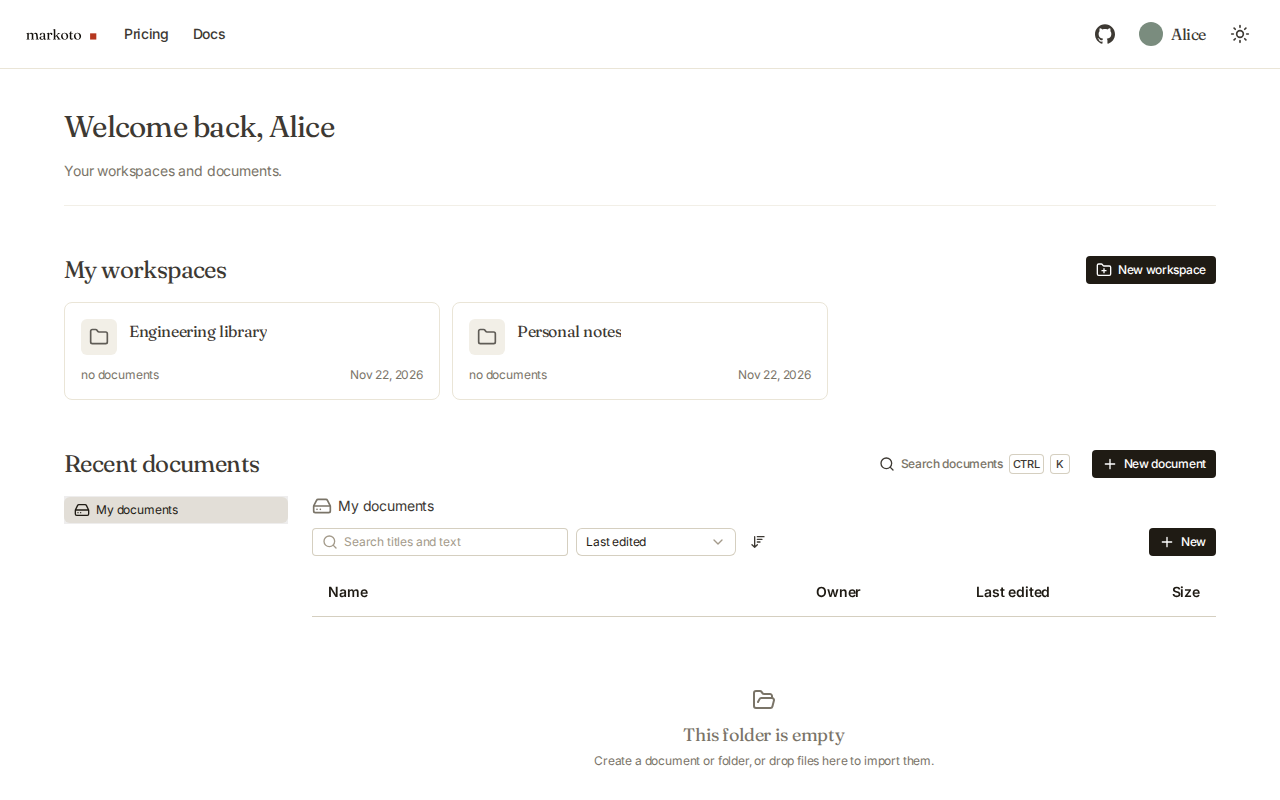 markoto
Pricing
Docs
Alice
Welcome back, Alice
Your workspaces and documents.
My workspaces
New workspace
Engineering library
no documents
Nov 22, 2026
Personal notes
no documents
Nov 22, 2026
Recent documents
Search documents CTRL K
New document
My documents
My documents
Search titles and text
Last edited
New
Name Owner Last edited Size
This folder is empty
Create a document or folder, or drop files here to import them.